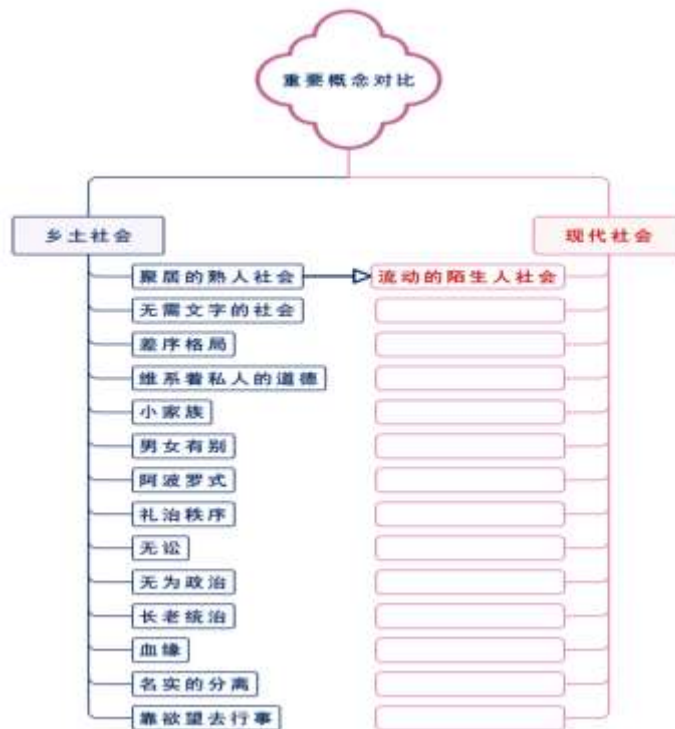 重要概念对比
乡土社会
现代社会
聚居的熟人社会
流动的陌生人社会
无需文字的社会
差序格局
维系着私人的道德
小家族
男女有别
阿波罗式
礼治秩序
无讼
无为政治
长老统治
血缘
名实的分离
靠欲望去行事